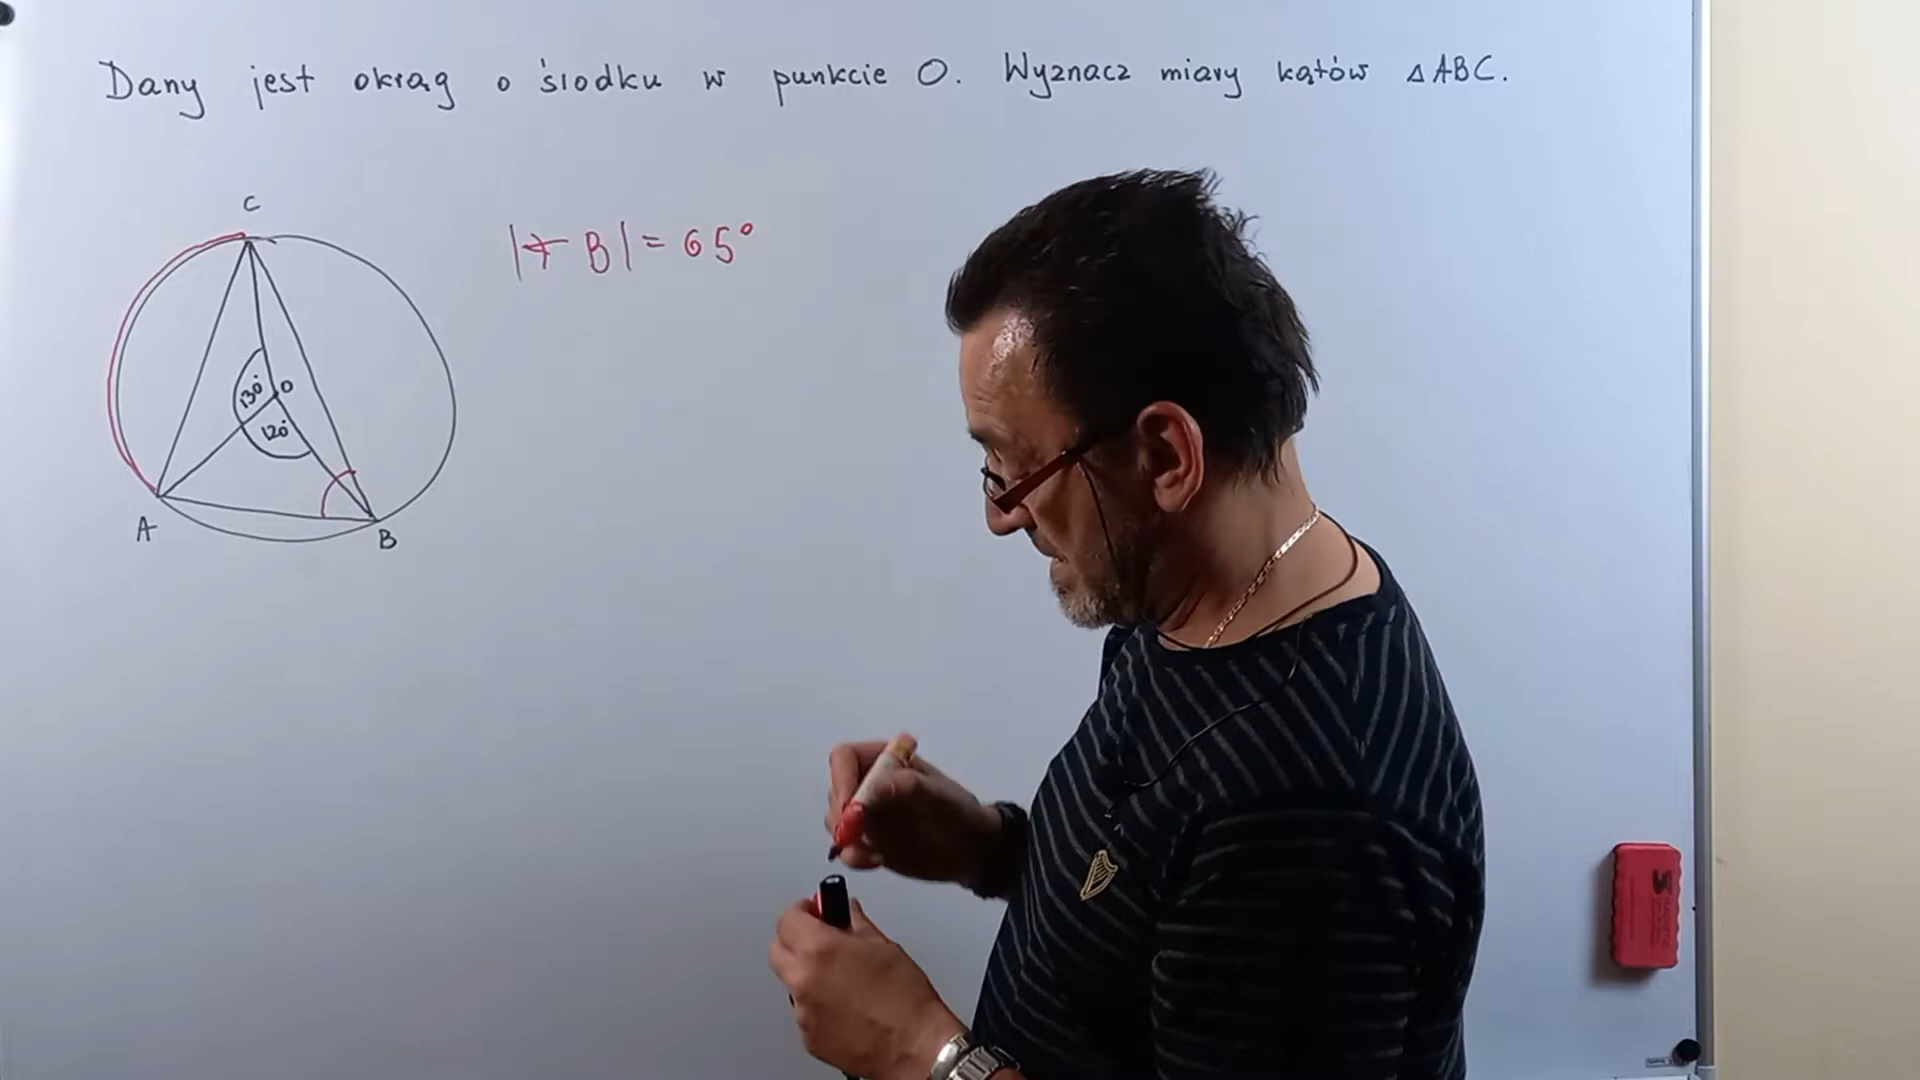 Dany jest okrąg o środku w punkcie O. Wyznacz miary kątów △ABC.
C
|∢ B| = 65°
130°
O
120°
A
B